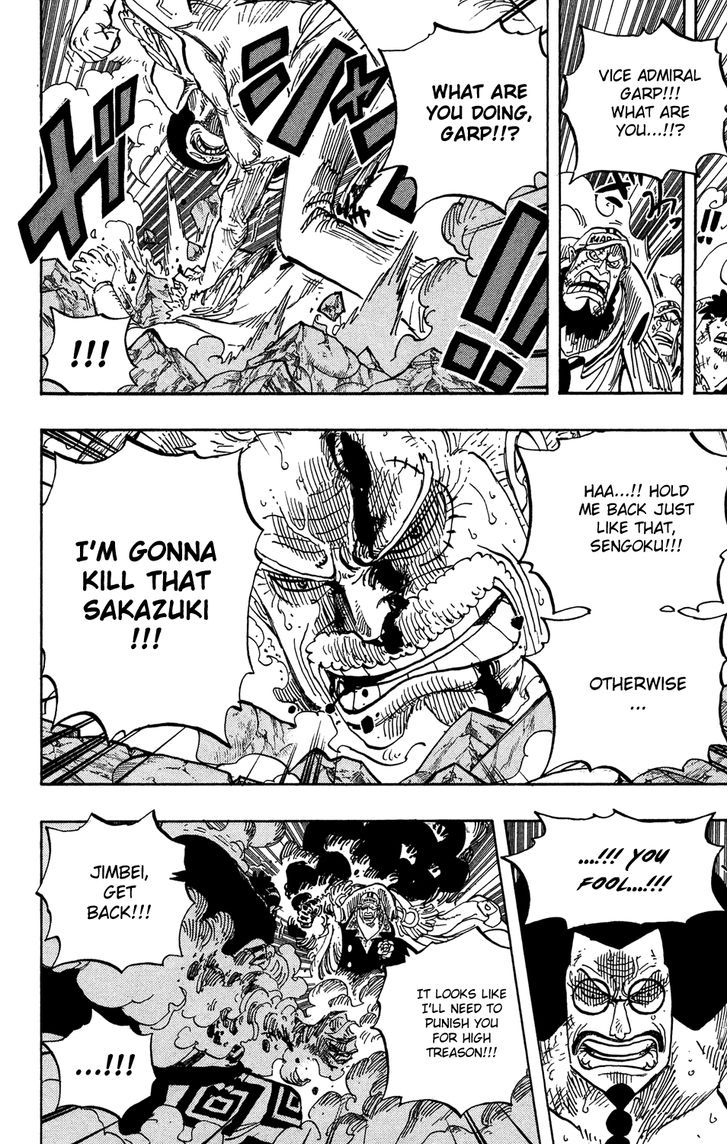 VICE ADMIRAL
GARP!!!
WHAT ARE
YOU...!!?
WHAT ARE
YOU DOING,
GARP!!?
!!!
HAA...!! HOLD
ME BACK JUST
LIKE THAT,
SENGOKU!!!
OTHERWISE
...
I'M GONNA
KILL THAT
SAKAZUKI
!!!
....!!! YOU
FOOL....!!!
JIMBEI,
GET
BACK!!!
IT LOOKS LIKE
I'LL NEED TO
PUNISH YOU
FOR HIGH
TREASON!!!
...!!!